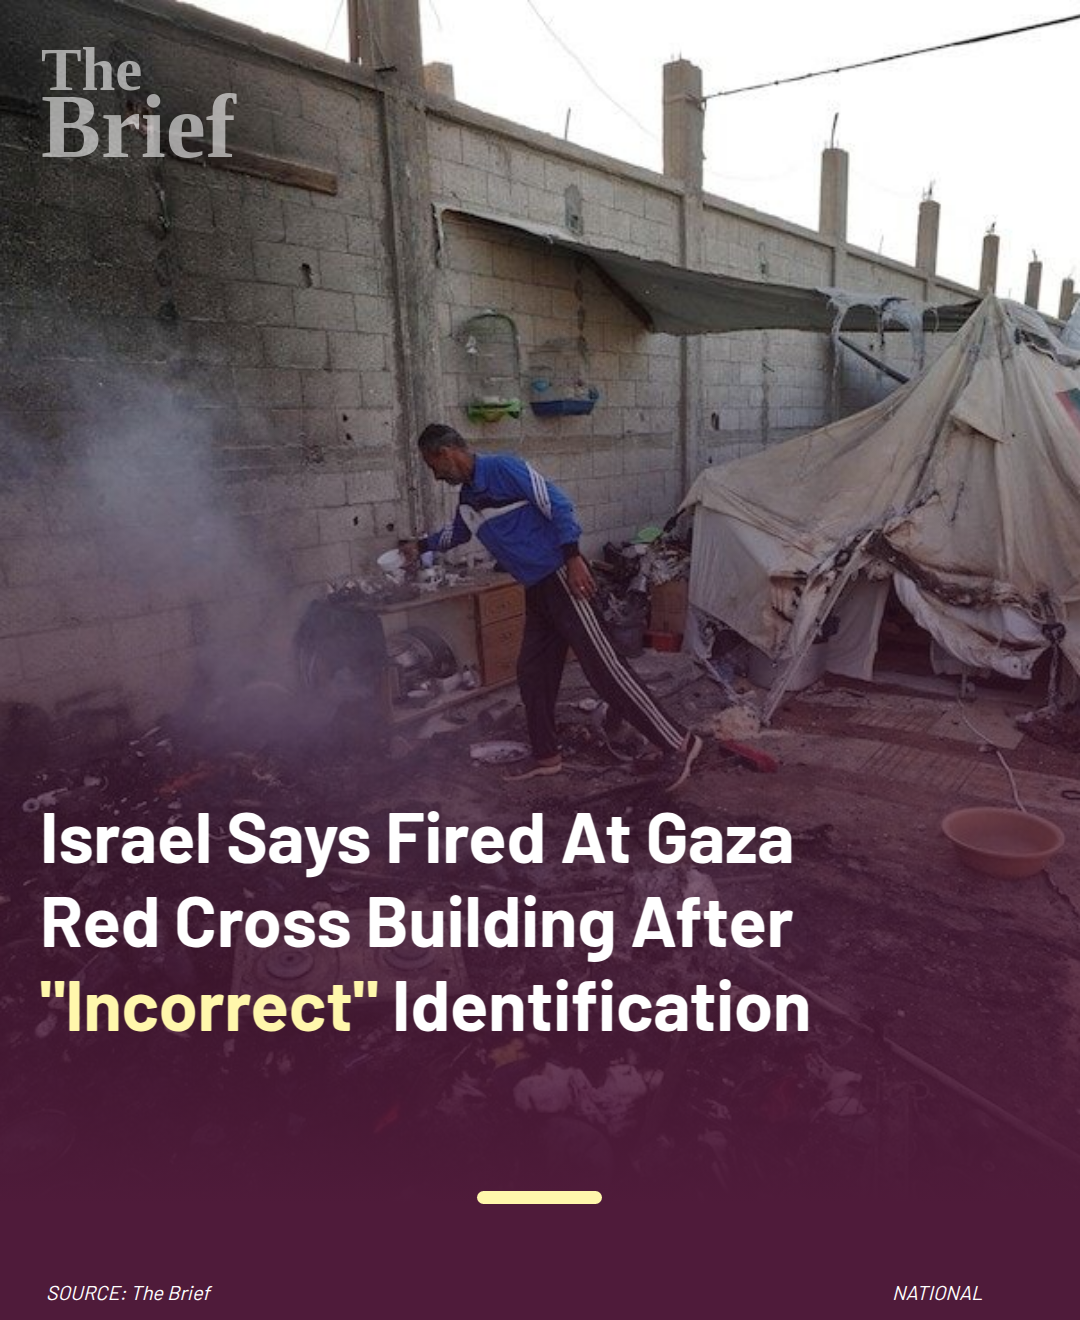 The
Brief
Israel Says Fired At Gaza
Red Cross Building After
"Incorrect" Identification
SOURCE: The Brief
NATIONAL